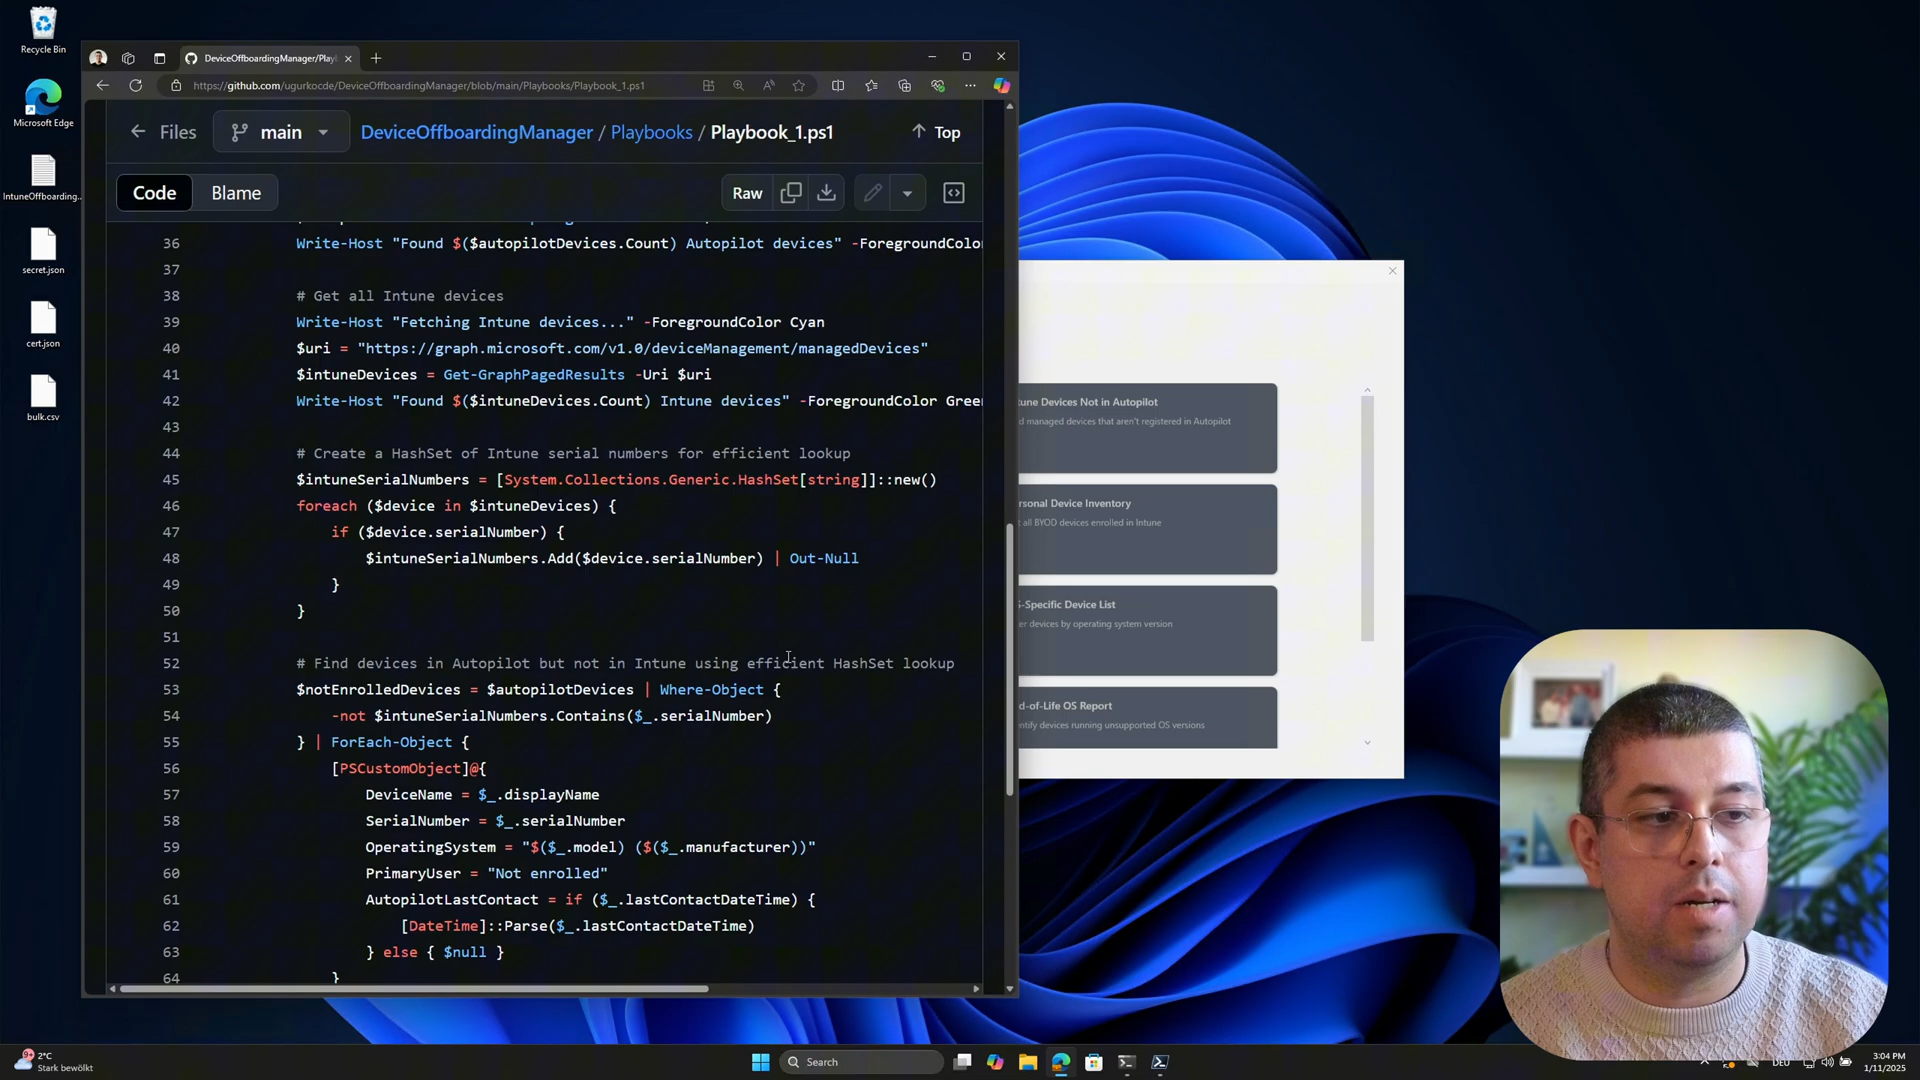 Recycle Bin
Microsoft Edge
IntuneOffboarding...
secret.json
cert.json
bulk.csv
DeviceOffboardingManager/Play
https://github.com/ugurkocde/DeviceOffboardingManager/blob/main/Playbooks/Playbook_1.ps1
Files
main
DeviceOffboardingManager / Playbooks / Playbook_1.ps1
Top
Code
Blame
Raw
36 Write-Host "Found $($autopilotDevices.Count) Autopilot devices" -ForegroundColo
37
38 # Get all Intune devices
39 Write-Host "Fetching Intune devices..." -ForegroundColor Cyan
40 $uri = "https://graph.microsoft.com/v1.0/deviceManagement/managedDevices"
41 $intuneDevices = Get-GraphPagedResults -Uri $uri
42 Write-Host "Found $($intuneDevices.Count) Intune devices" -ForegroundColor Gree
43
44 # Create a HashSet of Intune serial numbers for efficient lookup
45 $intuneSerialNumbers = [System.Collections.Generic.HashSet[string]]::new()
46 foreach ($device in $intuneDevices) {
47 if ($device.serialNumber) {
48 $intuneSerialNumbers.Add($device.serialNumber) | Out-Null
49 }
50 }
51
52 # Find devices in Autopilot but not in Intune using efficient HashSet lookup
53 $notEnrolledDevices = $autopilotDevices | Where-Object {
54 -not $intuneSerialNumbers.Contains($_.serialNumber)
55 } | ForEach-Object {
56 [PSCustomObject]@{
57 DeviceName = $_.displayName
58 SerialNumber = $_.serialNumber
59 OperatingSystem = "$($_.model) ($($_.manufacturer))"
60 PrimaryUser = "Not enrolled"
61 AutopilotLastContact = if ($_.lastContactDateTime) {
62 [DateTime]::Parse($_.lastContactDateTime)
63 } else { $null }
64 }
tune Devices Not in Autopilot
d managed devices that aren't registered in Autopilot
rsonal Device Inventory
t all BYOD devices enrolled in Intune
S-Specific Device List
er devices by operating system version
d-of-Life OS Report
ntify devices running unsupported OS versions
2°C
Stark bewölkt
Search
DEU
3:04 PM
1/11/2025